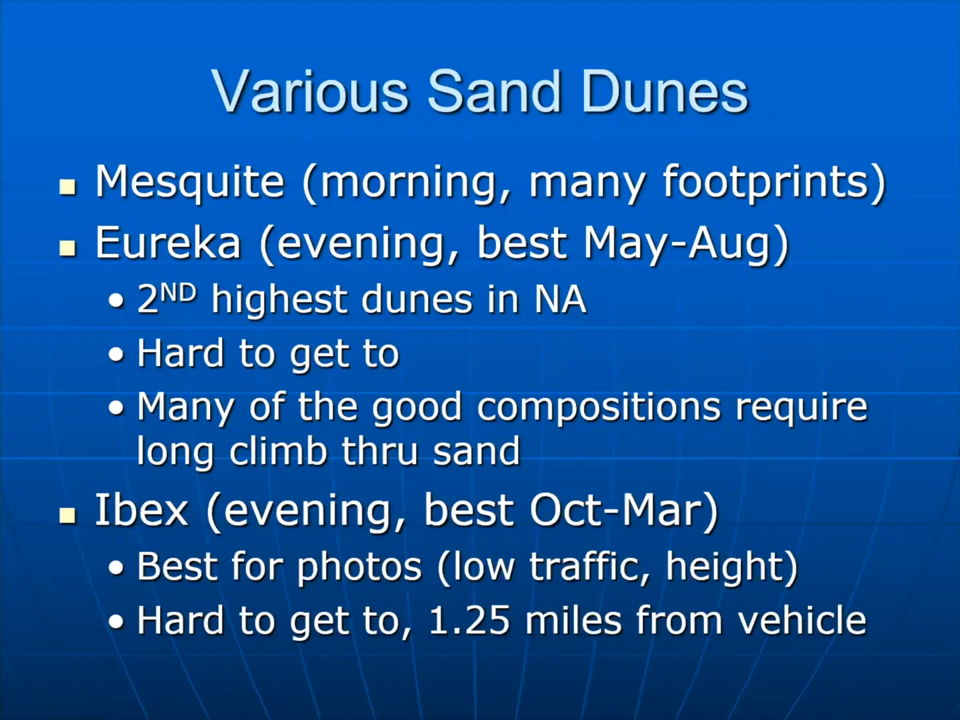 Various Sand Dunes
Mesquite (morning, many footprints)
Eureka (evening, best May-Aug)
• 2ND highest dunes in NA
• Hard to get to
• Many of the good compositions require
long climb thru sand
Ibex (evening, best Oct-Mar)
• Best for photos (low traffic, height)
• Hard to get to, 1.25 miles from vehicle